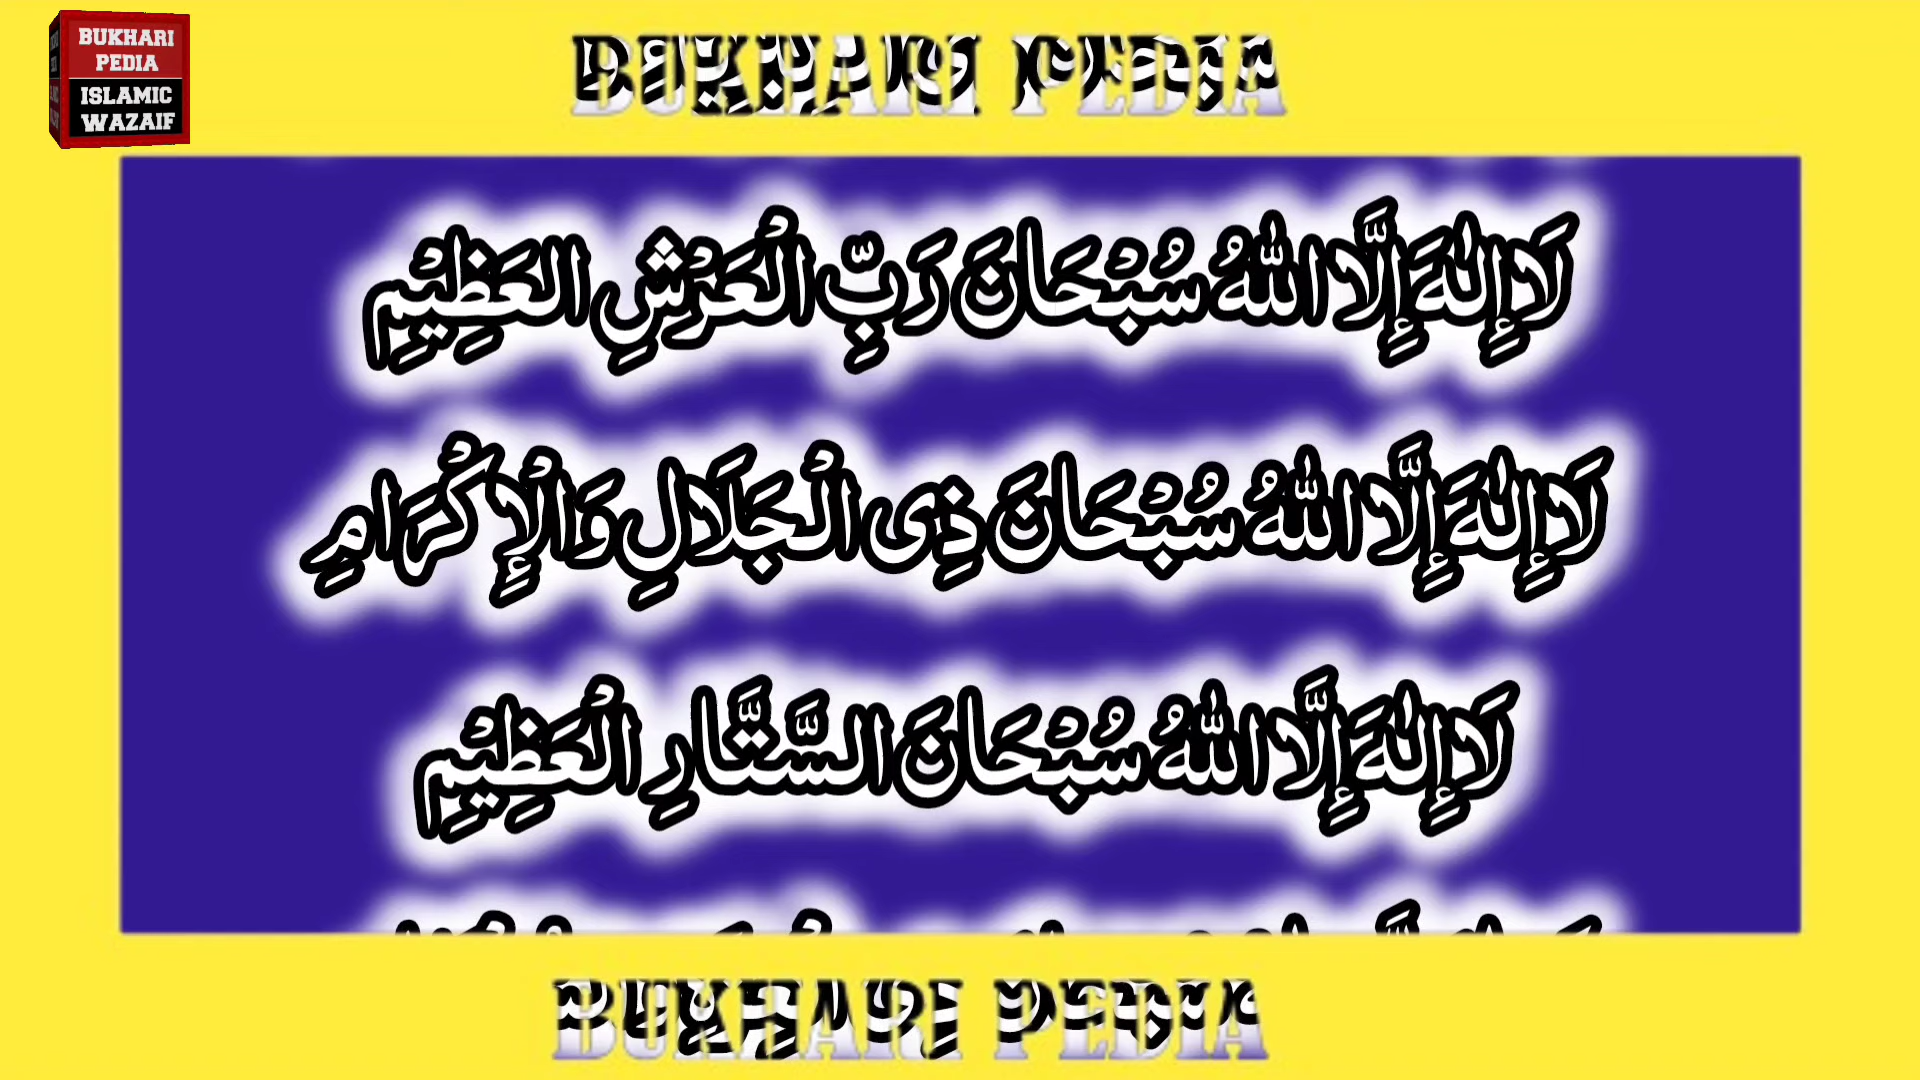 BUKHARI
PEDIA
ISLAMIC
WAZAIF
BUKHARI PEDIA
لَا إِلٰهَ إِلَّا اللّٰهُ سُبْحَانَ رَبِّ الْعَرْشِ العَظِيْمِ
لَا إِلٰهَ إِلَّا اللّٰهُ سُبْحَانَ ذِى الْجَلَالِ وَالْإِكْرَامِ
لَا إِلٰهَ إِلَّا اللّٰهُ سُبْحَانَ السَّتَّارِ الْعَظِيْمِ
BUKHARI PEDIA